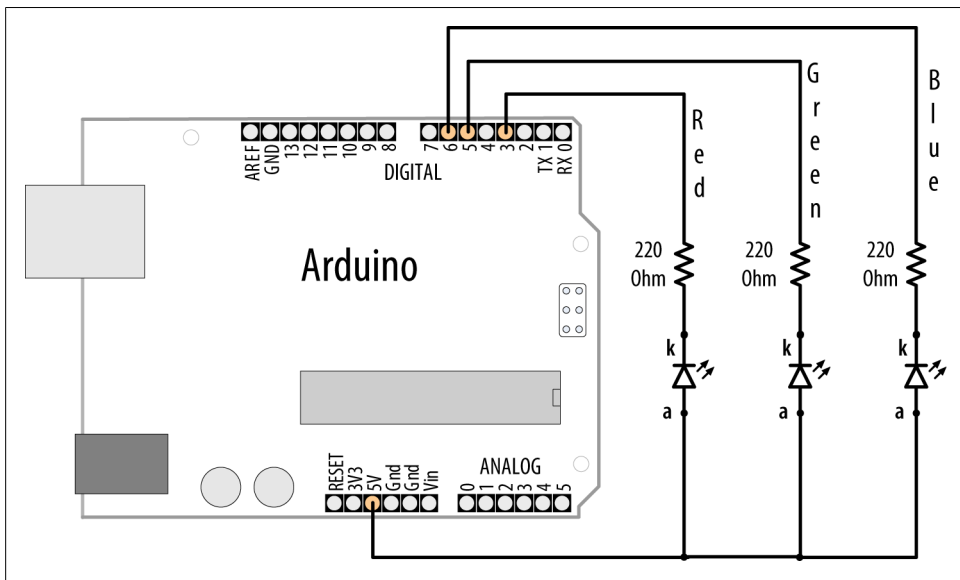 AREF
GND
13
12
11
10
9
8
7
6
5
4
3
2
TX 1
RX 0
DIGITAL
Arduino
RESET
3V3
5V
Gnd
Gnd
Vin
ANALOG
0
1
2
3
4
5
Red
Green
Blue
220
Ohm
220
Ohm
220
Ohm
k
k
k
a
a
a